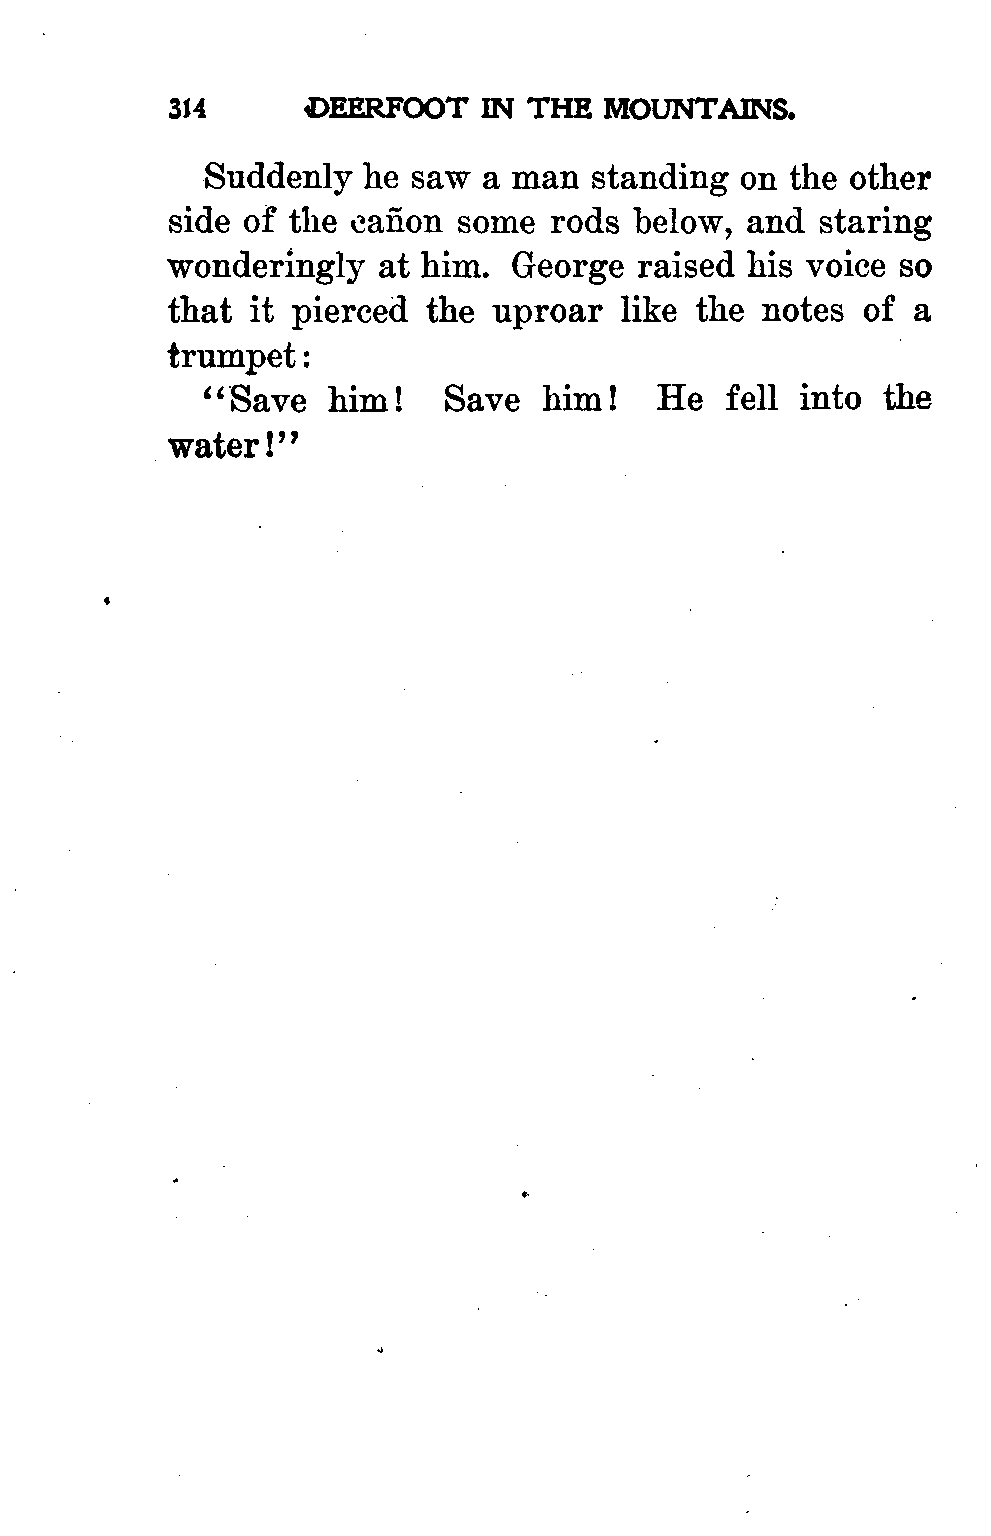 314 DEERFOOT IN THE MOUNTAINS.
Suddenly he saw a man standing on the other
side of the cañon some rods below, and staring
wonderingly at him. George raised his voice so
that it pierced the uproar like the notes of a
trumpet:
“Save him! Save him! He fell into the
water!”